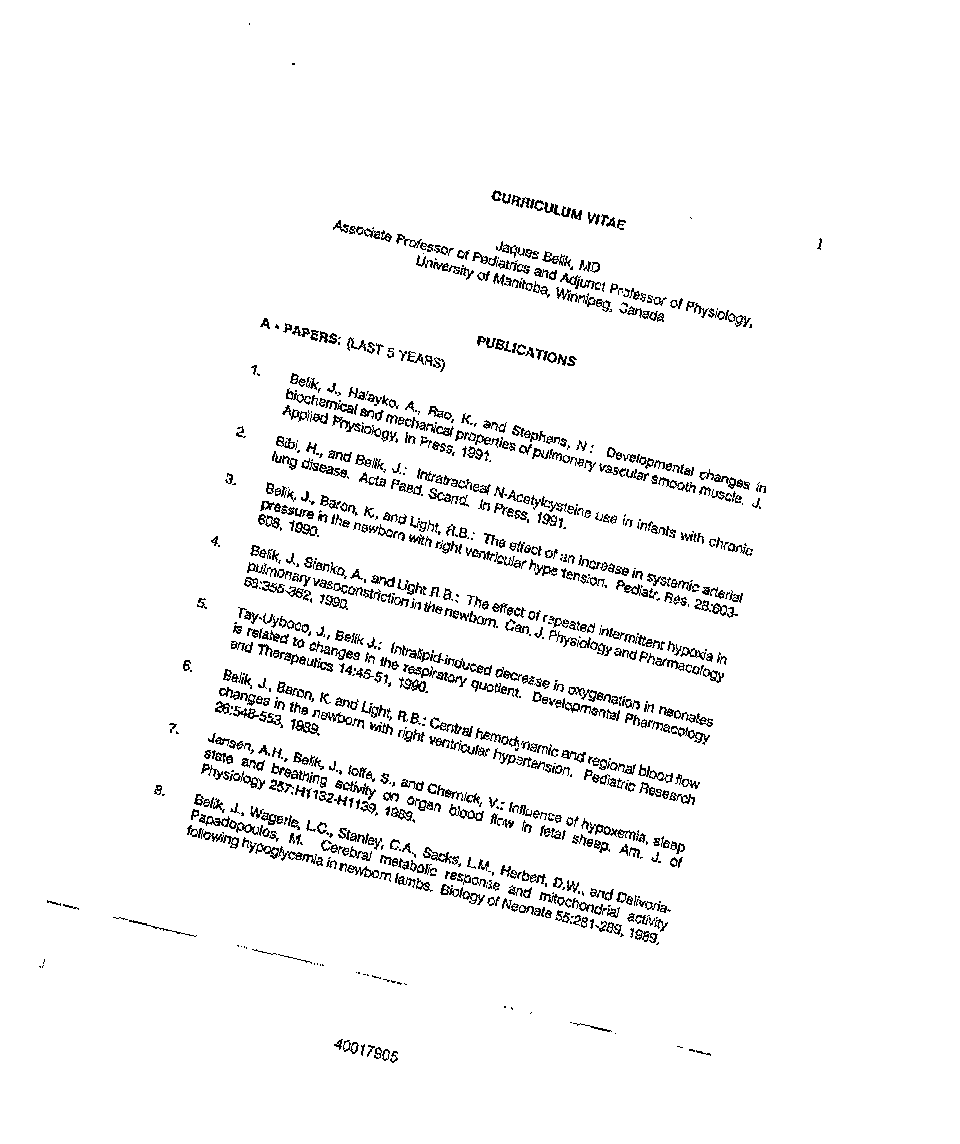 CURRICULUM VITAE
1
Jaques Belik, MD
Associate Professor of Pediatrics and Adjunct Professor of Physiology,
University of Manitoba, Winnipeg, Canada
PUBLICATIONS
A - PAPERS: (LAST 5 YEARS)
1. Belik, J., Halayko, A., Rao, K., and Stephens, N.: Developmental changes in
biochemical and mechanical properties of pulmonary vascular smooth muscle. J.
Applied Physiology, In Press, 1991.
2. Bibi, H., and Belik, J.: Intratracheal N-Acetylcysteine use in infants with chronic
lung disease. Acta Paed. Scand. In Press, 1991.
3. Belik, J., Baron, K., and Light, R.B.: The effect of an increase in systemic arterial
pressure in the newborn with right ventricular hype tension. Pediatr. Res. 28:603-
608, 1990.
4. Belik, J., Sienko, A., and Light R.B.: The effect of repeated intermittent hypoxia in
pulmonary vasoconstriction in the newborn. Can. J. Physiology and Pharmacology
68:355-362, 1990.
5. Tay-Uyboco, J., Belik J.: Intralipid-induced decrease in oxygenation in neonates
is related to changes in the respiratory quotient. Developmental Pharmacology
and Therapeutics 14:45-51, 1990.
6. Belik, J., Baron, K. and Light, R.B.: Central hemodynamic and regional blood flow
changes in the newborn with right ventricular hypertension. Pediatric Research
26:548-553, 1989.
7. Jansen, A.H., Belik, J., Ioffe, S., and Chernick, V.: Influence of hypoxemia, sleep
state and breathing activity on organ blood flow in fetal sheep. Am. J. of
Physiology 257:H1132-H1139, 1989.
8. Belik, J., Wagerle, L.C., Stanley, C.A., Sacks, L.M., Herbert, D.W., and Delivoria-
Papadopoulos, M. Cerebral metabolic response and mitochondrial activity
following hypoglycemia in newborn lambs. Biology of Neonate 55:281-289, 1989,
40017905